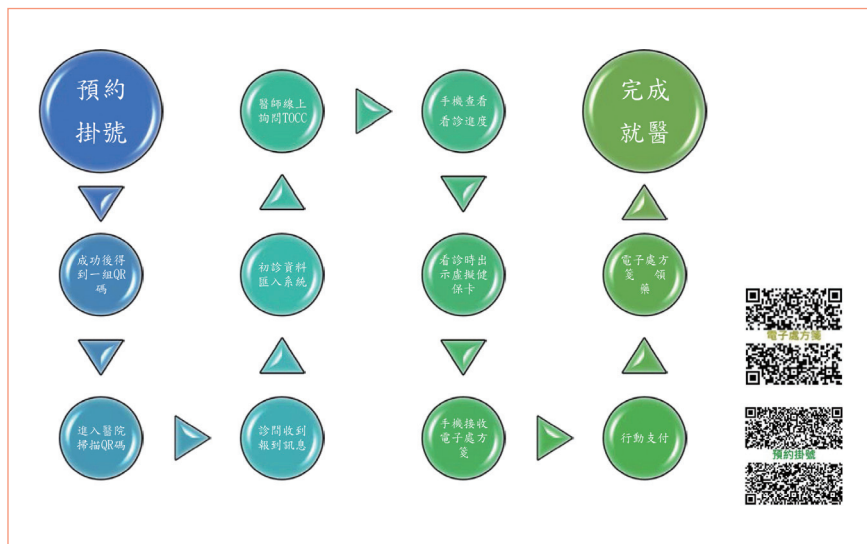 預約
掛號
成功後得
到一組QR
碼
進入醫院
掃描QR碼
診間收到
報到訊息
初診資料
匯入系統
醫師線上
詢問TOCC
手機查看
看診進度
看診時出
示虛擬健
保卡
手機接收
電子處方
箋
行動支付
電子處方
箋 領
藥
完成
就醫
電子處方箋
預約掛號